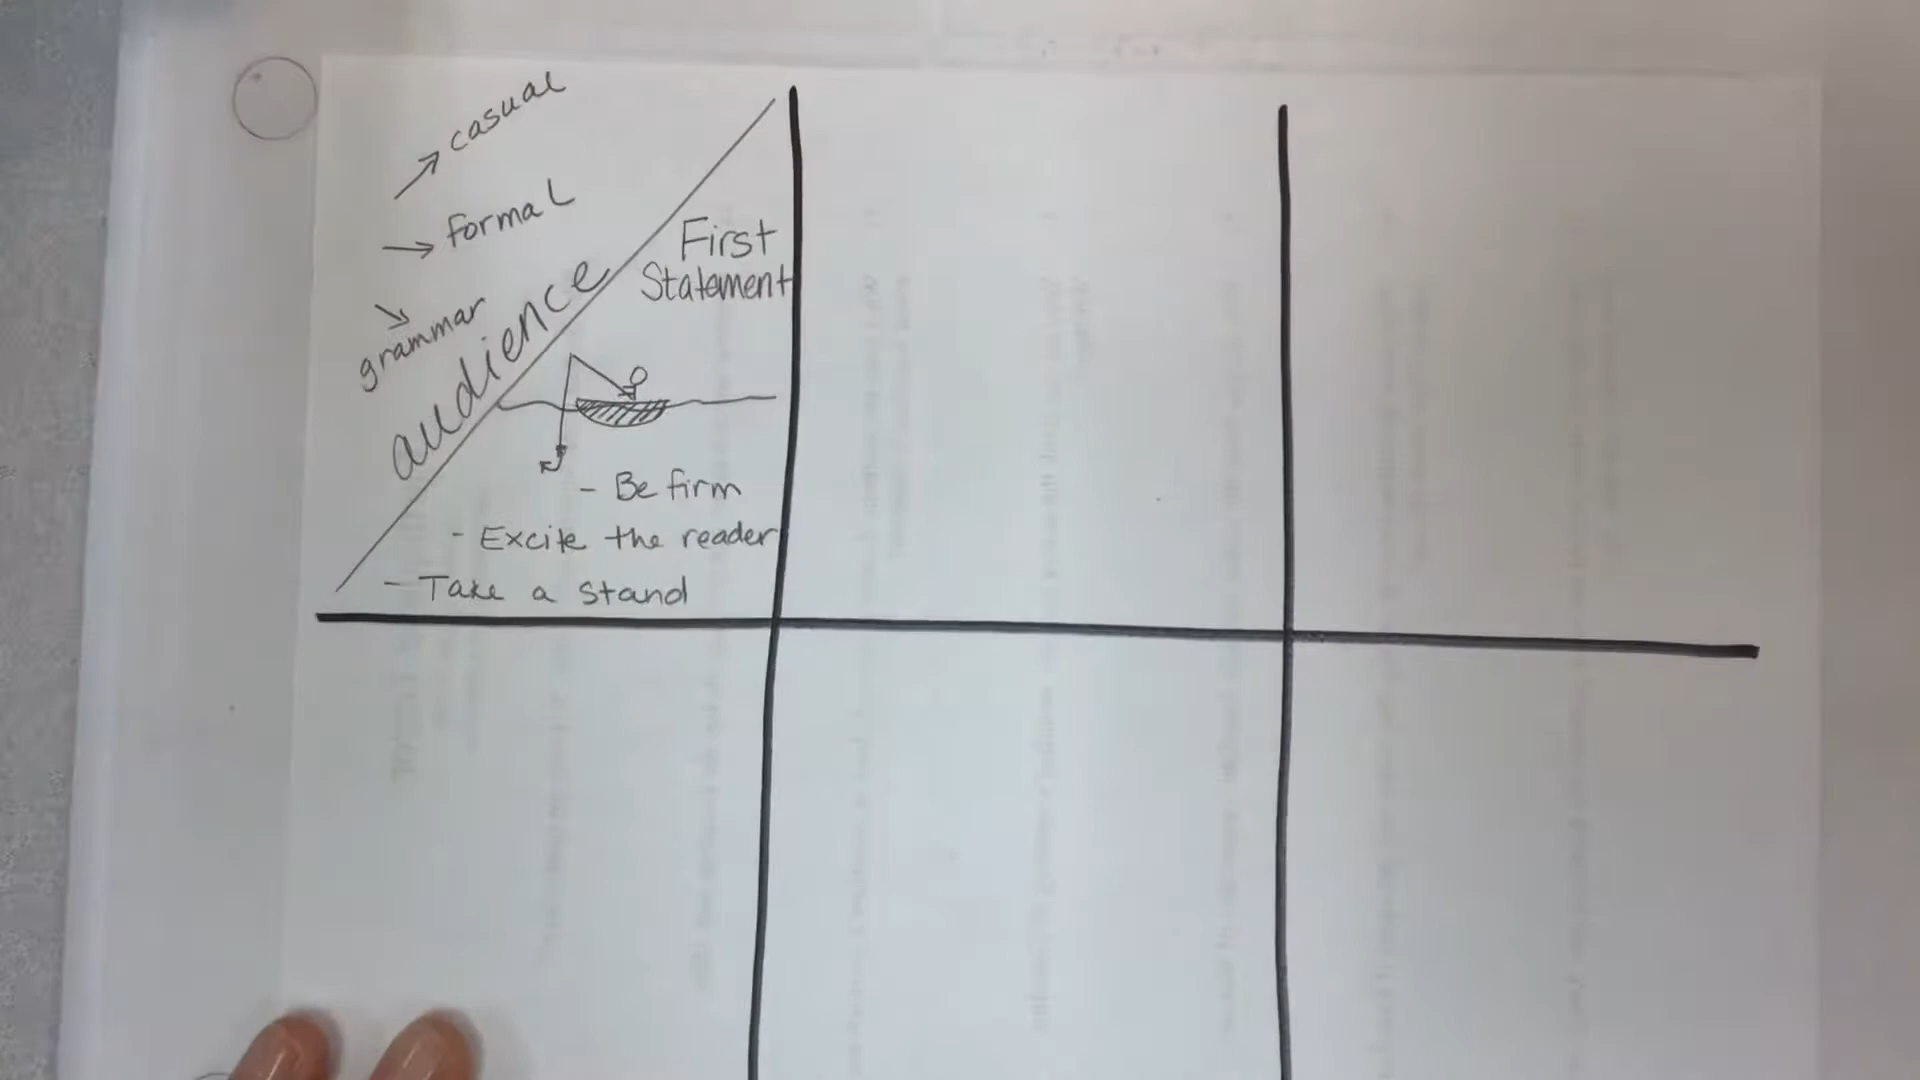 casual
formal
grammar
audience
First
Statement
- Be firm
- Excite the reader
- Take a stand